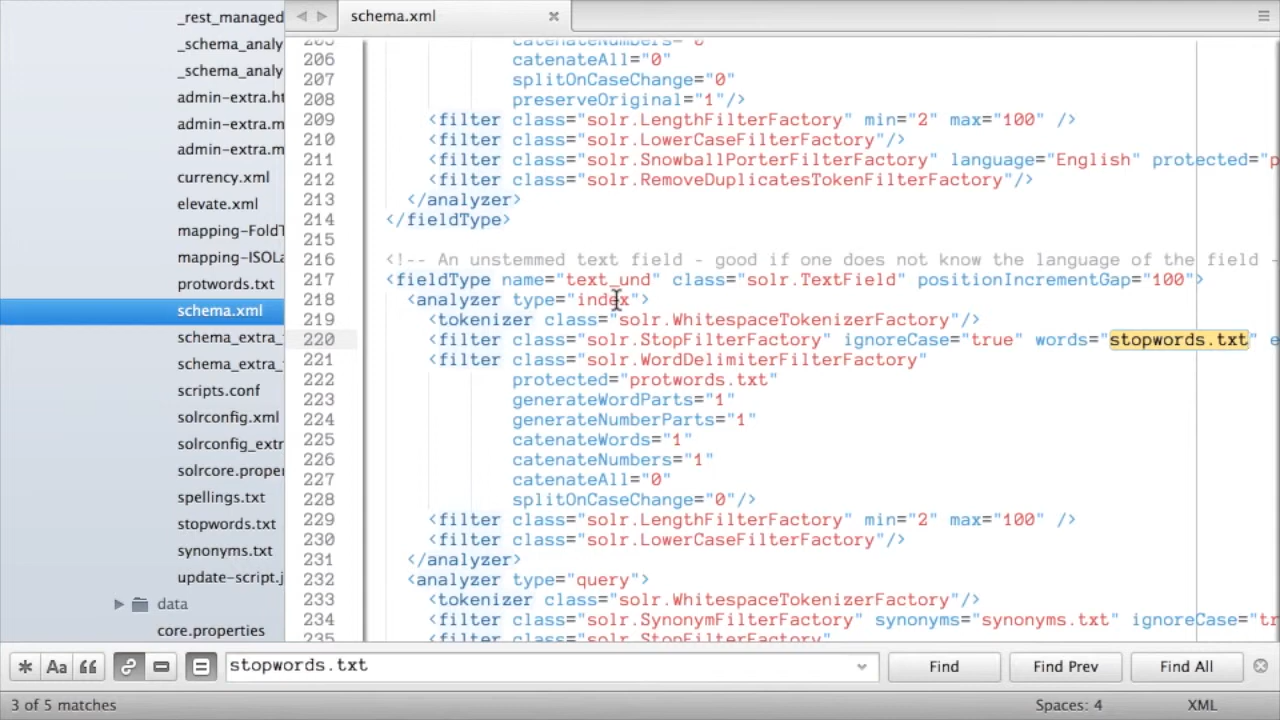 _rest_managed
_schema_analy
_schema_analy
admin-extra.ht
admin-extra.m
admin-extra.m
currency.xml
elevate.xml
mapping-FoldT
mapping-ISOLa
protwords.txt
schema.xml
schema_extra_
schema_extra_
scripts.conf
solrconfig.xml
solrconfig_extr
solrcore.proper
spellings.txt
stopwords.txt
synonyms.txt
update-script.j
data
core.properties
schema.xml
205 catenateNumbers="0"
206 catenateAll="0"
207 splitOnCaseChange="0"
208 preserveOriginal="1"/>
209 <filter class="solr.LengthFilterFactory" min="2" max="100" />
210 <filter class="solr.LowerCaseFilterFactory"/>
211 <filter class="solr.SnowballPorterFilterFactory" language="English" protected="p
212 <filter class="solr.RemoveDuplicatesTokenFilterFactory"/>
213 </analyzer>
214 </fieldType>
215
216 <!-- An unstemmed text field - good if one does not know the language of the field -
217 <fieldType name="text_und" class="solr.TextField" positionIncrementGap="100">
218 <analyzer type="index">
219 <tokenizer class="solr.WhitespaceTokenizerFactory"/>
220 <filter class="solr.StopFilterFactory" ignoreCase="true" words="stopwords.txt" e
221 <filter class="solr.WordDelimiterFilterFactory"
222 protected="protwords.txt"
223 generateWordParts="1"
224 generateNumberParts="1"
225 catenateWords="1"
226 catenateNumbers="1"
227 catenateAll="0"
228 splitOnCaseChange="0"/>
229 <filter class="solr.LengthFilterFactory" min="2" max="100" />
230 <filter class="solr.LowerCaseFilterFactory"/>
231 </analyzer>
232 <analyzer type="query">
233 <tokenizer class="solr.WhitespaceTokenizerFactory"/>
234 <filter class="solr.SynonymFilterFactory" synonyms="synonyms.txt" ignoreCase="tr
235 <filter class="solr.StopFilterFactory"
Aa stopwords.txt Find Find Prev Find All
3 of 5 matches Spaces: 4 XML